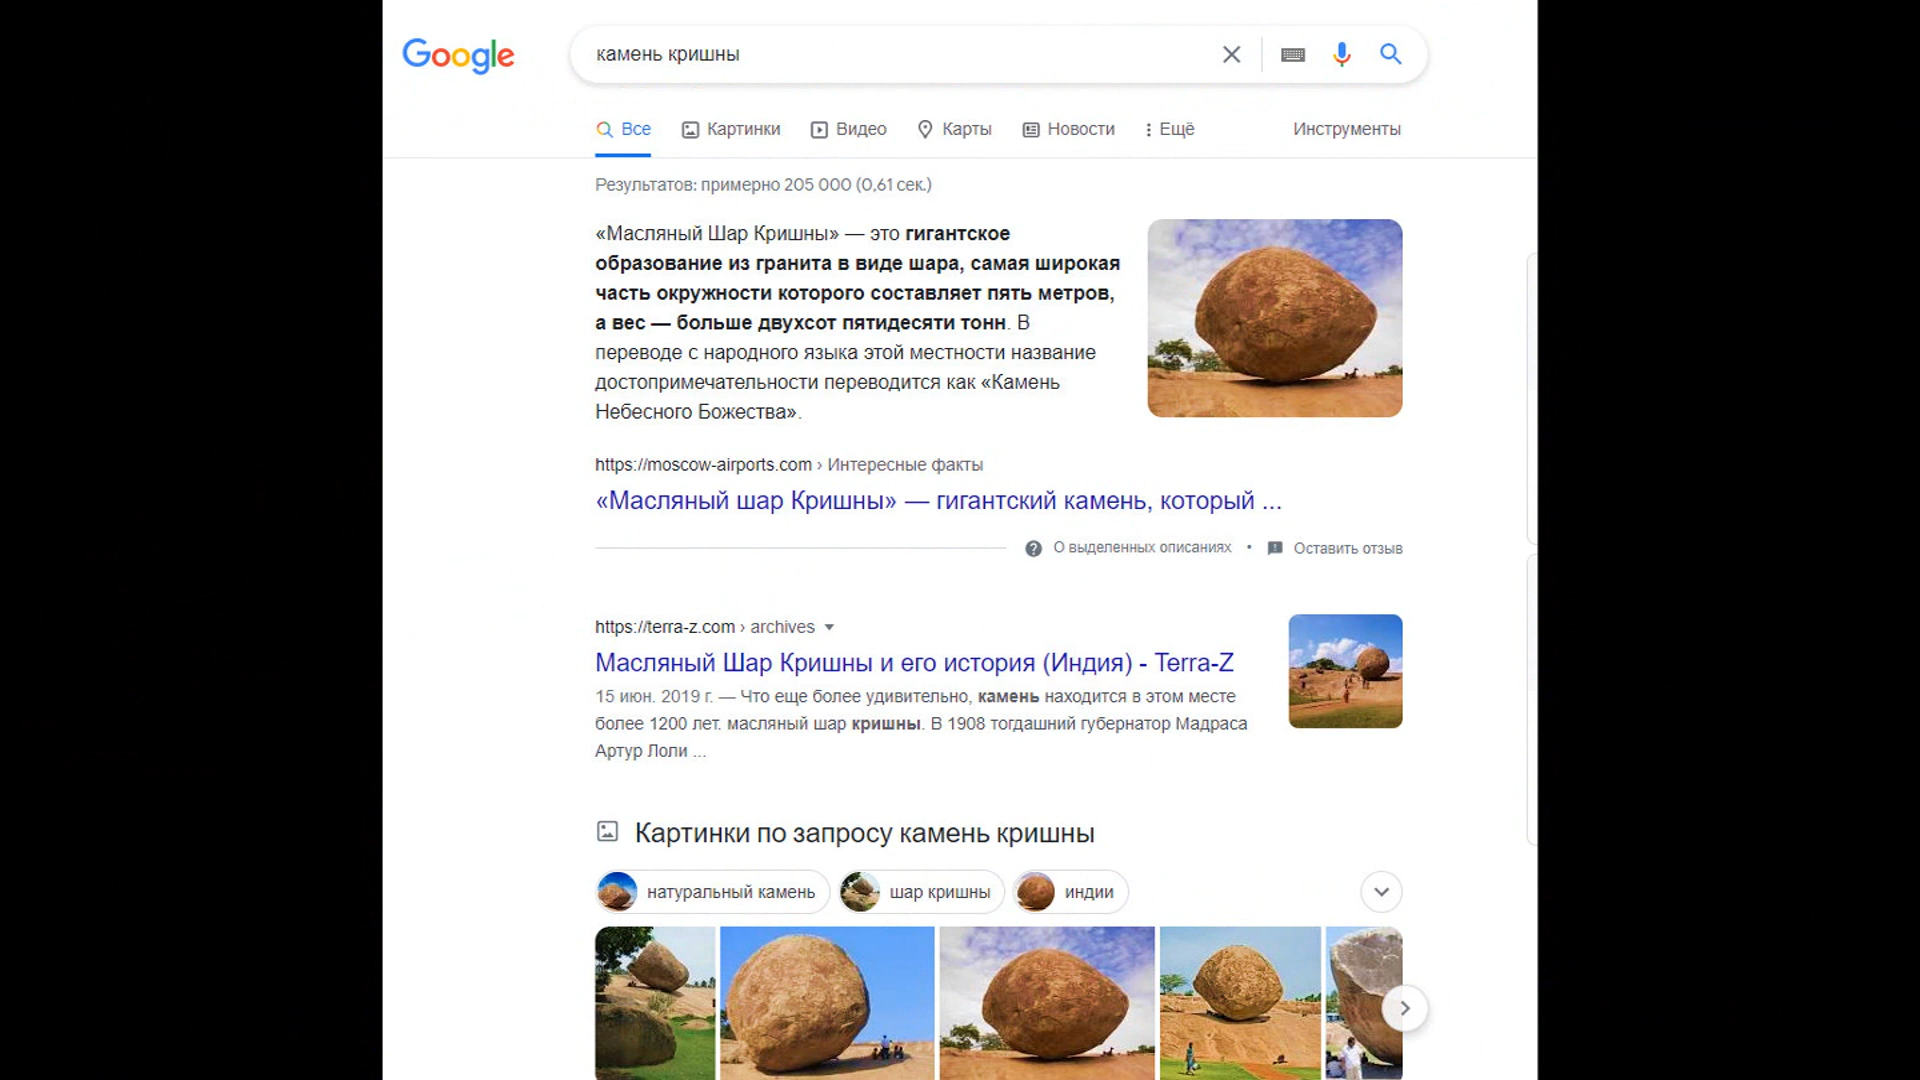 Google
камень кришны
Все
Картинки
Видео
Карты
Новости
Ещё
Инструменты
Результатов: примерно 205 000 (0,61 сек.)
«Масляный Шар Кришны» — это гигантское
образование из гранита в виде шара, самая широкая
часть окружности которого составляет пять метров,
а вес — больше двухсот пятидесяти тонн. В
переводе с народного языка этой местности название
достопримечательности переводится как «Камень
Небесного Божества».
https://moscow-airports.com › Интересные факты
«Масляный шар Кришны» — гигантский камень, который ...
О выделенных описаниях • Оставить отзыв
https://terra-z.com › archives
Масляный Шар Кришны и его история (Индия) - Terra-Z
15 июн. 2019 г. — Что еще более удивительно, камень находится в этом месте
более 1200 лет. масляный шар кришны. В 1908 тогдашний губернатор Мадраса
Артур Лоли ...
Картинки по запросу камень кришны
натуральный камень
шар кришны
индии